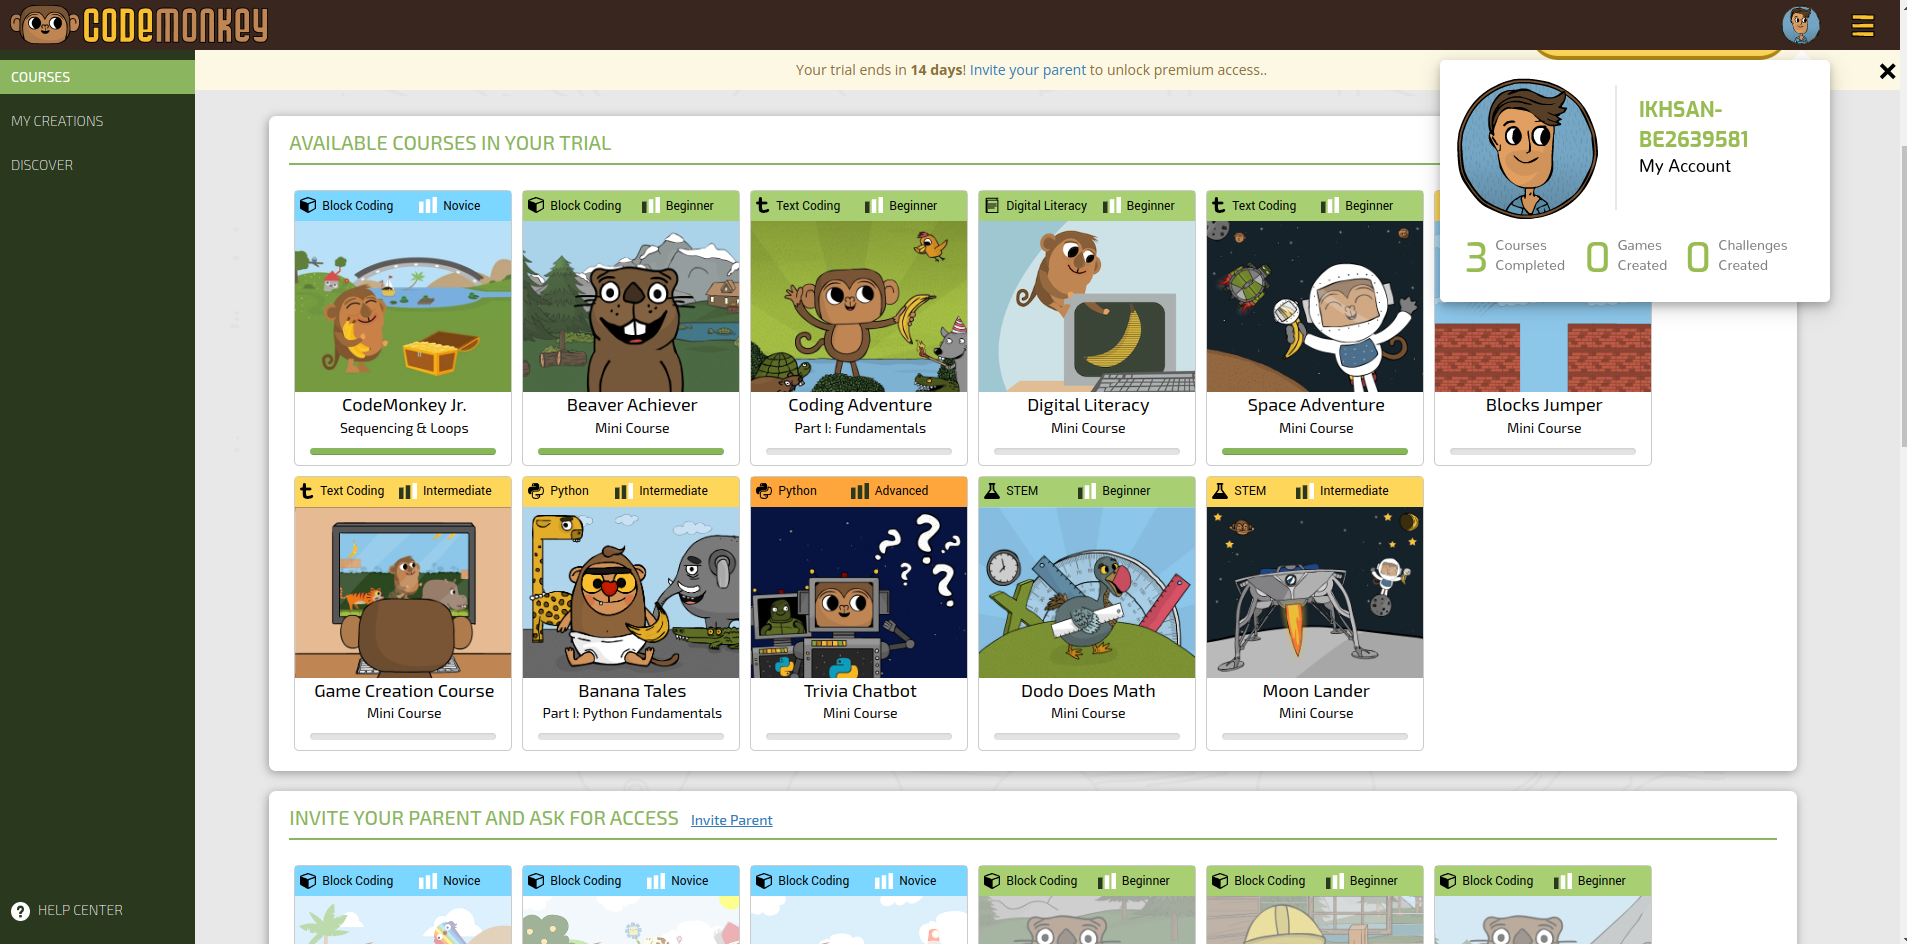 CODEMONKEY
COURSES
MY CREATIONS
DISCOVER
HELP CENTER
Your trial ends in 14 days! Invite your parent to unlock premium access..
IKHSAN-
BE2639581
My Account
3 Courses Completed
0 Games Created
0 Challenges Created
AVAILABLE COURSES IN YOUR TRIAL
Block Coding Novice
CodeMonkey Jr.
Sequencing & Loops
Block Coding Beginner
Beaver Achiever
Mini Course
Text Coding Beginner
Coding Adventure
Part I: Fundamentals
Digital Literacy Beginner
Digital Literacy
Mini Course
Text Coding Beginner
Space Adventure
Mini Course
Blocks Jumper
Mini Course
Text Coding Intermediate
Game Creation Course
Mini Course
Python Intermediate
Banana Tales
Part I: Python Fundamentals
Python Advanced
Trivia Chatbot
Mini Course
STEM Beginner
Dodo Does Math
Mini Course
STEM Intermediate
Moon Lander
Mini Course
INVITE YOUR PARENT AND ASK FOR ACCESS Invite Parent
Block Coding Novice
Block Coding Novice
Block Coding Novice
Block Coding Beginner
Block Coding Beginner
Block Coding Beginner